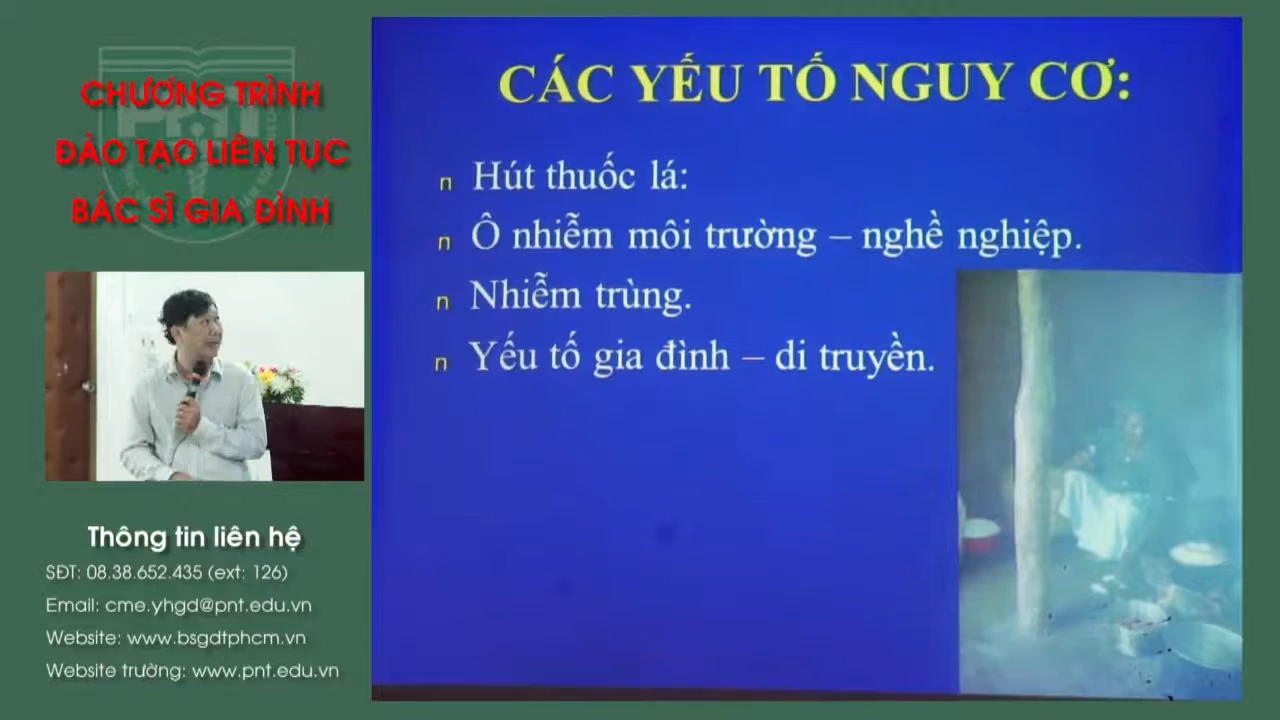 CHƯƠNG TRÌNH
ĐÀO TẠO LIÊN TỤC
BÁC SĨ GIA ĐÌNH
PNT
Thông tin liên hệ
SĐT: 08.38.652.435 (ext: 126)
Email: cme.yhgd@pnt.edu.vn
Website: www.bsgdtphcm.vn
Website trường: www.pnt.edu.vn
CÁC YẾU TỐ NGUY CƠ:
n Hút thuốc lá:
n Ô nhiễm môi trường – nghề nghiệp.
n Nhiễm trùng.
n Yếu tố gia đình – di truyền.